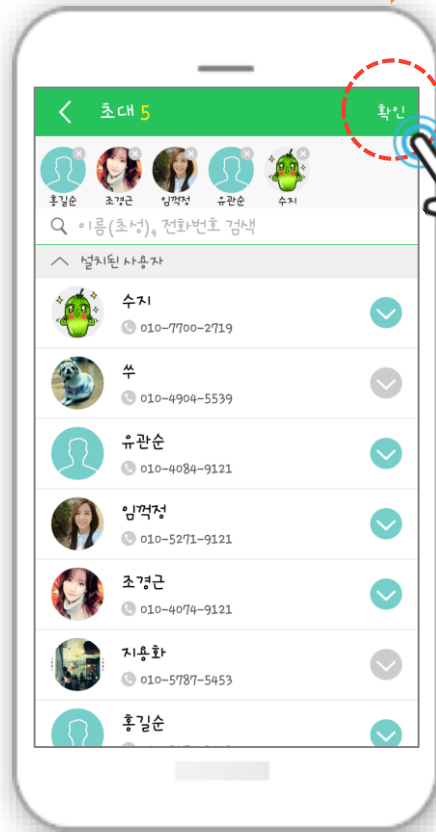 초대 5 확인
홍길순 조경근 임꺽정 유관순 수지
이름(초성), 전화번호 검색
설치된 사용자
수지
010-7700-2719
쑤
010-4904-5539
유관순
010-4084-9121
임꺽정
010-5271-9121
조경근
010-4074-9121
지용화
010-5787-5453
홍길순